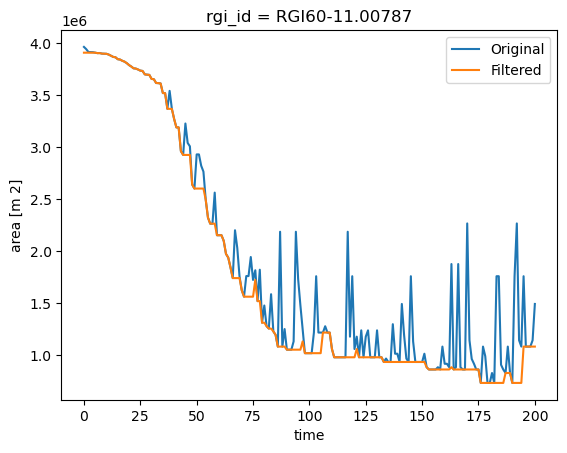 rgi_id = RGI60-11.00787
1e6
Original
Filtered
4.0
3.5
3.0
2.5
2.0
1.5
1.0
area [m 2]
0 25 50 75 100 125 150 175 200
time